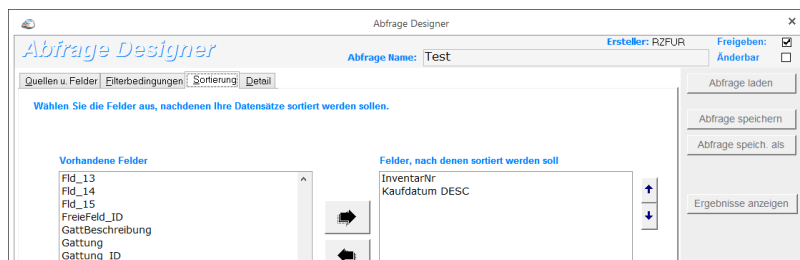 Abfrage Designer
Abfrage Designer
Ersteller: RZFUR
Freigeben:
Abfrage Name: Test
Änderbar
Quellen u. Felder Filterbedingungen Sortierung Detail
Abfrage laden
Wählen Sie die Felder aus, nachdenen Ihre Datensätze sortiert werden sollen.
Abfrage speichern
Abfrage speich. als
Vorhandene Felder
Felder, nach denen sortiert werden soll
Fld_13
Fld_14
Fld_15
FreieFeld_ID
GattBeschreibung
Gattung
Gattung_ID
InventarNr
Kaufdatum DESC
Ergebnisse anzeigen